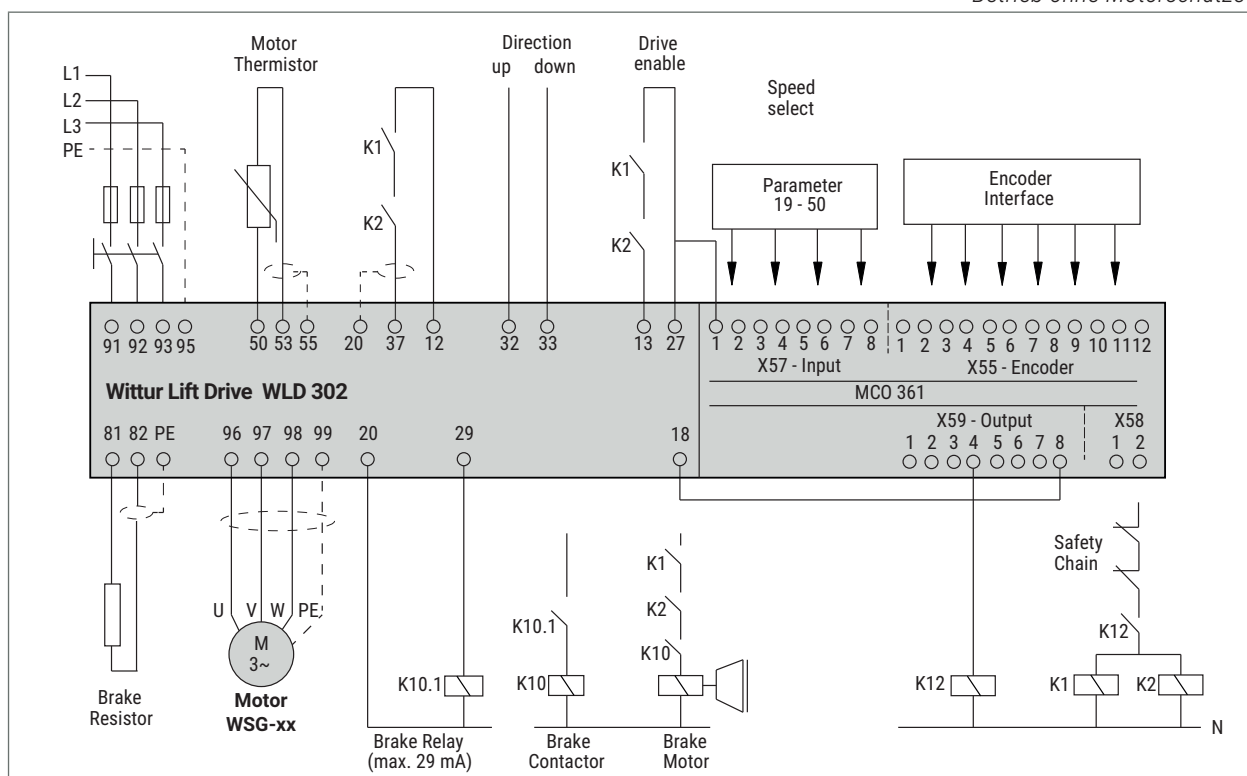 Betrieb ohne Motorschütze
Motor
Thermistor
Direction
up down
Drive
enable
Speed
select
L1
L2
L3
PE
K1
K2
K1
K2
Parameter
19 - 50
Encoder
Interface
91 92 93 95 50 53 55 20 37 12 32 33 13 27 1 2 3 4 5 6 7 8 1 2 3 4 5 6 7 8 9 10 11 12
X57 - Input X55 - Encoder
Wittur Lift Drive WLD 302
MCO 361
X59 - Output X58
81 82 PE 96 97 98 99 20 29 18 1 2 3 4 5 6 7 8 1 2
Safety
Chain
K1
K2
K10
K10.1
K12
U V W PE
M
3~
K10.1
K10
K12
K1
K2
N
Brake
Resistor
Motor
WSG-xx
Brake Relay
(max. 29 mA)
Brake
Contactor
Brake
Motor